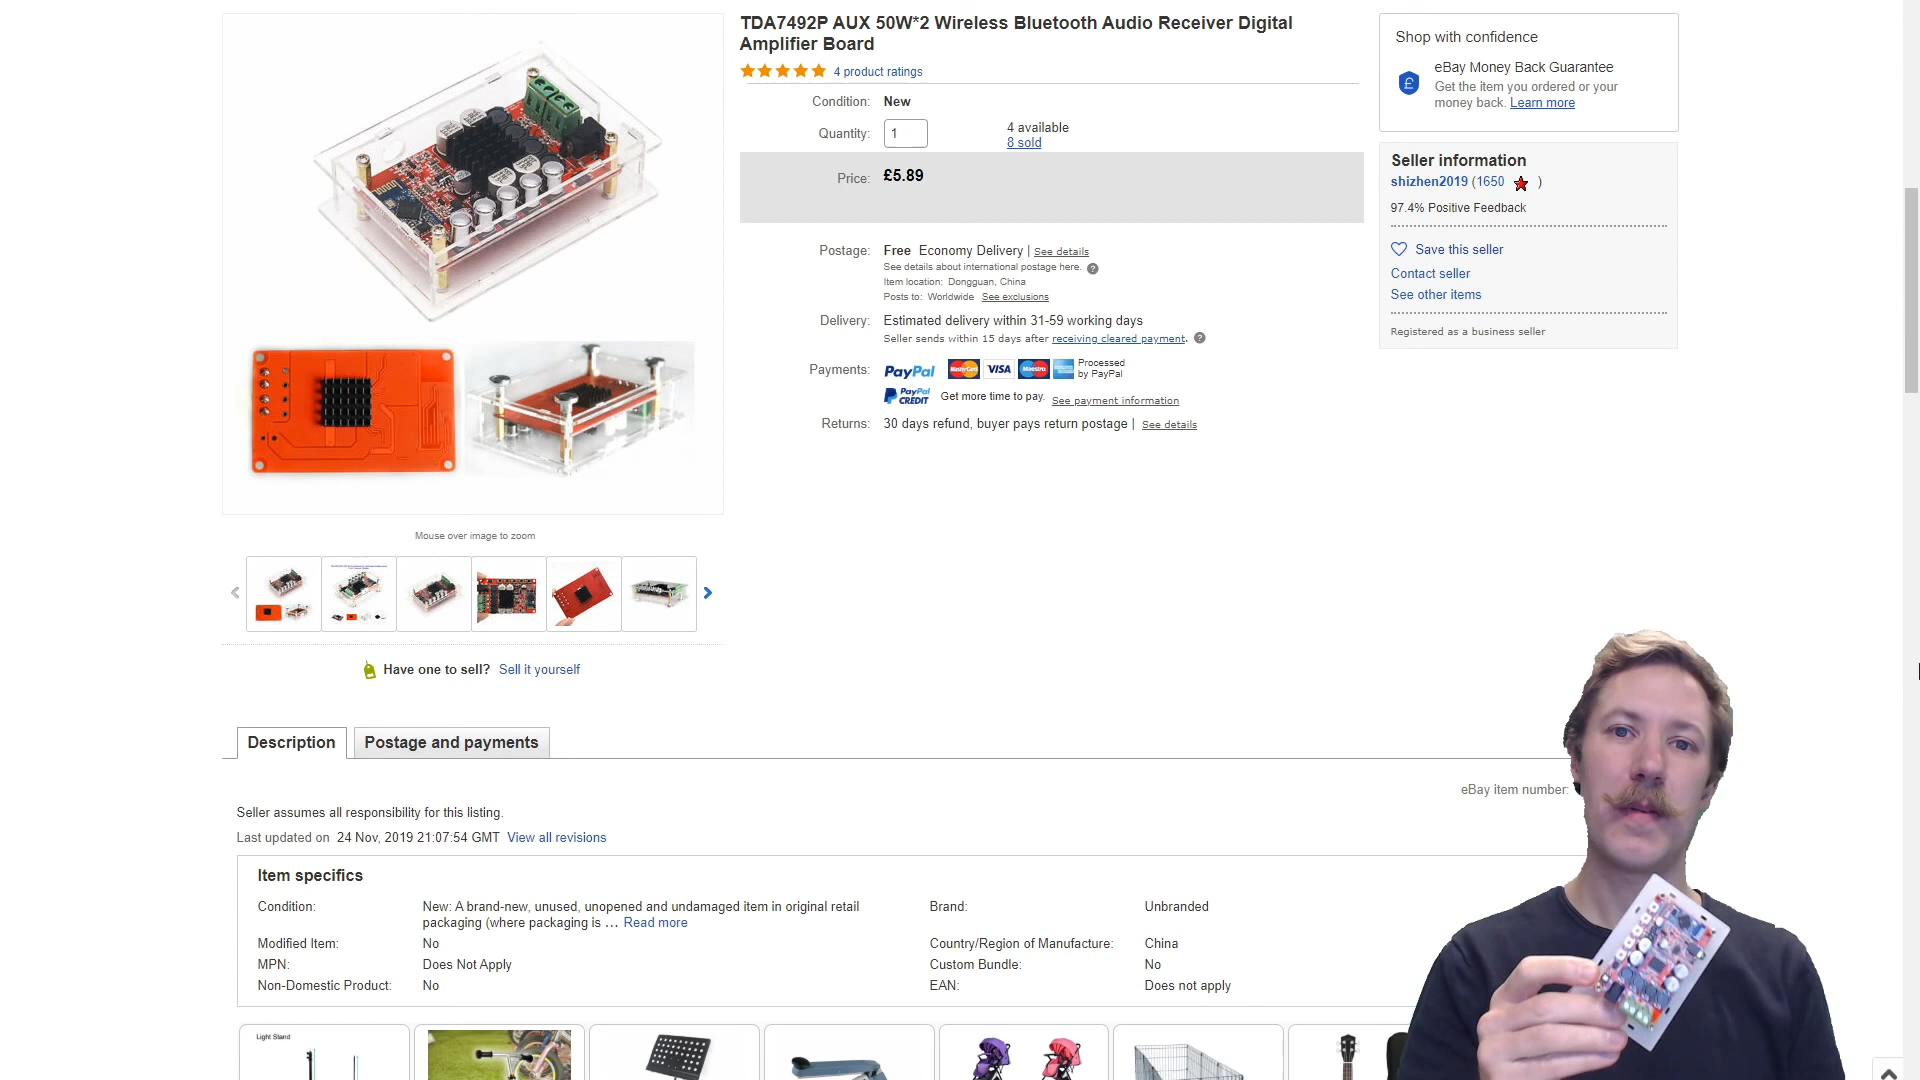 TDA7492P AUX 50W*2 Wireless Bluetooth Audio Receiver Digital
Amplifier Board
4 product ratings
Condition: New
Quantity: 1
4 available
8 sold
Price: £5.89
Postage: Free Economy Delivery | See details
See details about international postage here. ?
Item location: Dongguan, China
Posts to: Worldwide See exclusions
Delivery: Estimated delivery within 31-59 working days
Seller sends within 15 days after receiving cleared payment. ?
Payments: PayPal MasterCard VISA Maestro Processed
by PayPal
PayPal
CREDIT Get more time to pay. See payment information
Returns: 30 days refund, buyer pays return postage | See details
Shop with confidence
£
eBay Money Back Guarantee
Get the item you ordered or your
money back. Learn more
Seller information
shizhen2019 (1650 )
97.4% Positive Feedback
Save this seller
Contact seller
See other items
Registered as a business seller
Mouse over image to zoom
Have one to sell? Sell it yourself
Description
Postage and payments
eBay item number:
Seller assumes all responsibility for this listing.
Last updated on 24 Nov, 2019 21:07:54 GMT View all revisions
Item specifics
Condition: New: A brand-new, unused, unopened and undamaged item in original retail
packaging (where packaging is … Read more
Brand: Unbranded
Modified Item: No
Country/Region of Manufacture: China
MPN: Does Not Apply
Custom Bundle: No
Non-Domestic Product: No
EAN: Does not apply
Light Stand